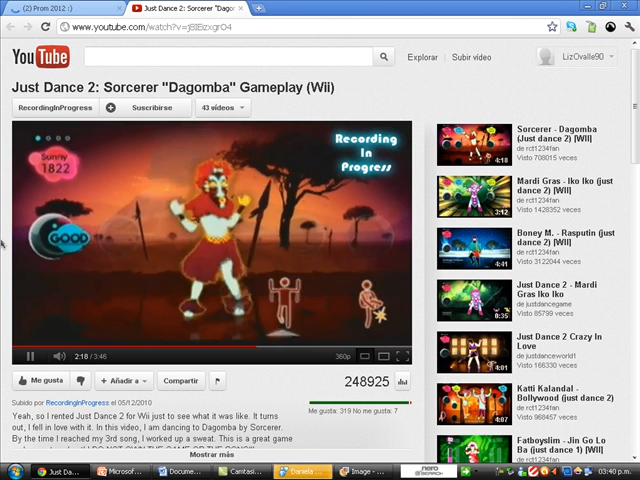 (2) Prom 2012 :)
Just Dance 2: Sorcerer "Dagom
www.youtube.com/watch?v=j8IEizxgrO4
YouTube
Explorar
Subir vídeo
LizOvalle90
Just Dance 2: Sorcerer "Dagomba" Gameplay (Wii)
RecordingInProgress
Suscribirse
43 vídeos
Sunny
1822
Recording
In
Progress
GOOD
2:18 / 3:46
360p
Me gusta
Añadir a
Compartir
248925
Subido por RecordingInProgress el 05/12/2010
Me gusta: 319 No me gusta: 7
Yeah, so I rented Just Dance 2 for Wii just to see what it was like. It turns
out, I fell in love with it. In this video, I am dancing to Dagomba by Sorcerer.
By the time I reached my 3rd song, I worked up a sweat. This is a great game
Mostrar más
Sorcerer - Dagomba
(Just dance 2) [WII]
de rct1234fan
Visto 708015 veces
4:18
Mardi Gras - Iko Iko (just
dance 2) [WII]
de rct1234fan
Visto 1428352 veces
3:12
Boney M. - Rasputin (just
dance 2) [WII]
de rct1234fan
Visto 3122044 veces
4:41
Just Dance 2 - Mardi
Gras Iko Iko
de justdancegame
Visto 85799 veces
0:35
Just Dance 2 Crazy In
Love
de justdanceworld1
Visto 166330 veces
4:01
Katti Kalandal -
Bollywood (just dance 2)
de rct1234fan
Visto 968457 veces
4:07
Fatboyslim - Jin Go Lo
Ba (just dance 1) [WII]
de rct1234fan
Just Da...
Microsof...
Docume...
Camtasi...
Daniela
Image - ...
nero
SEARCH
03:40 p.m.